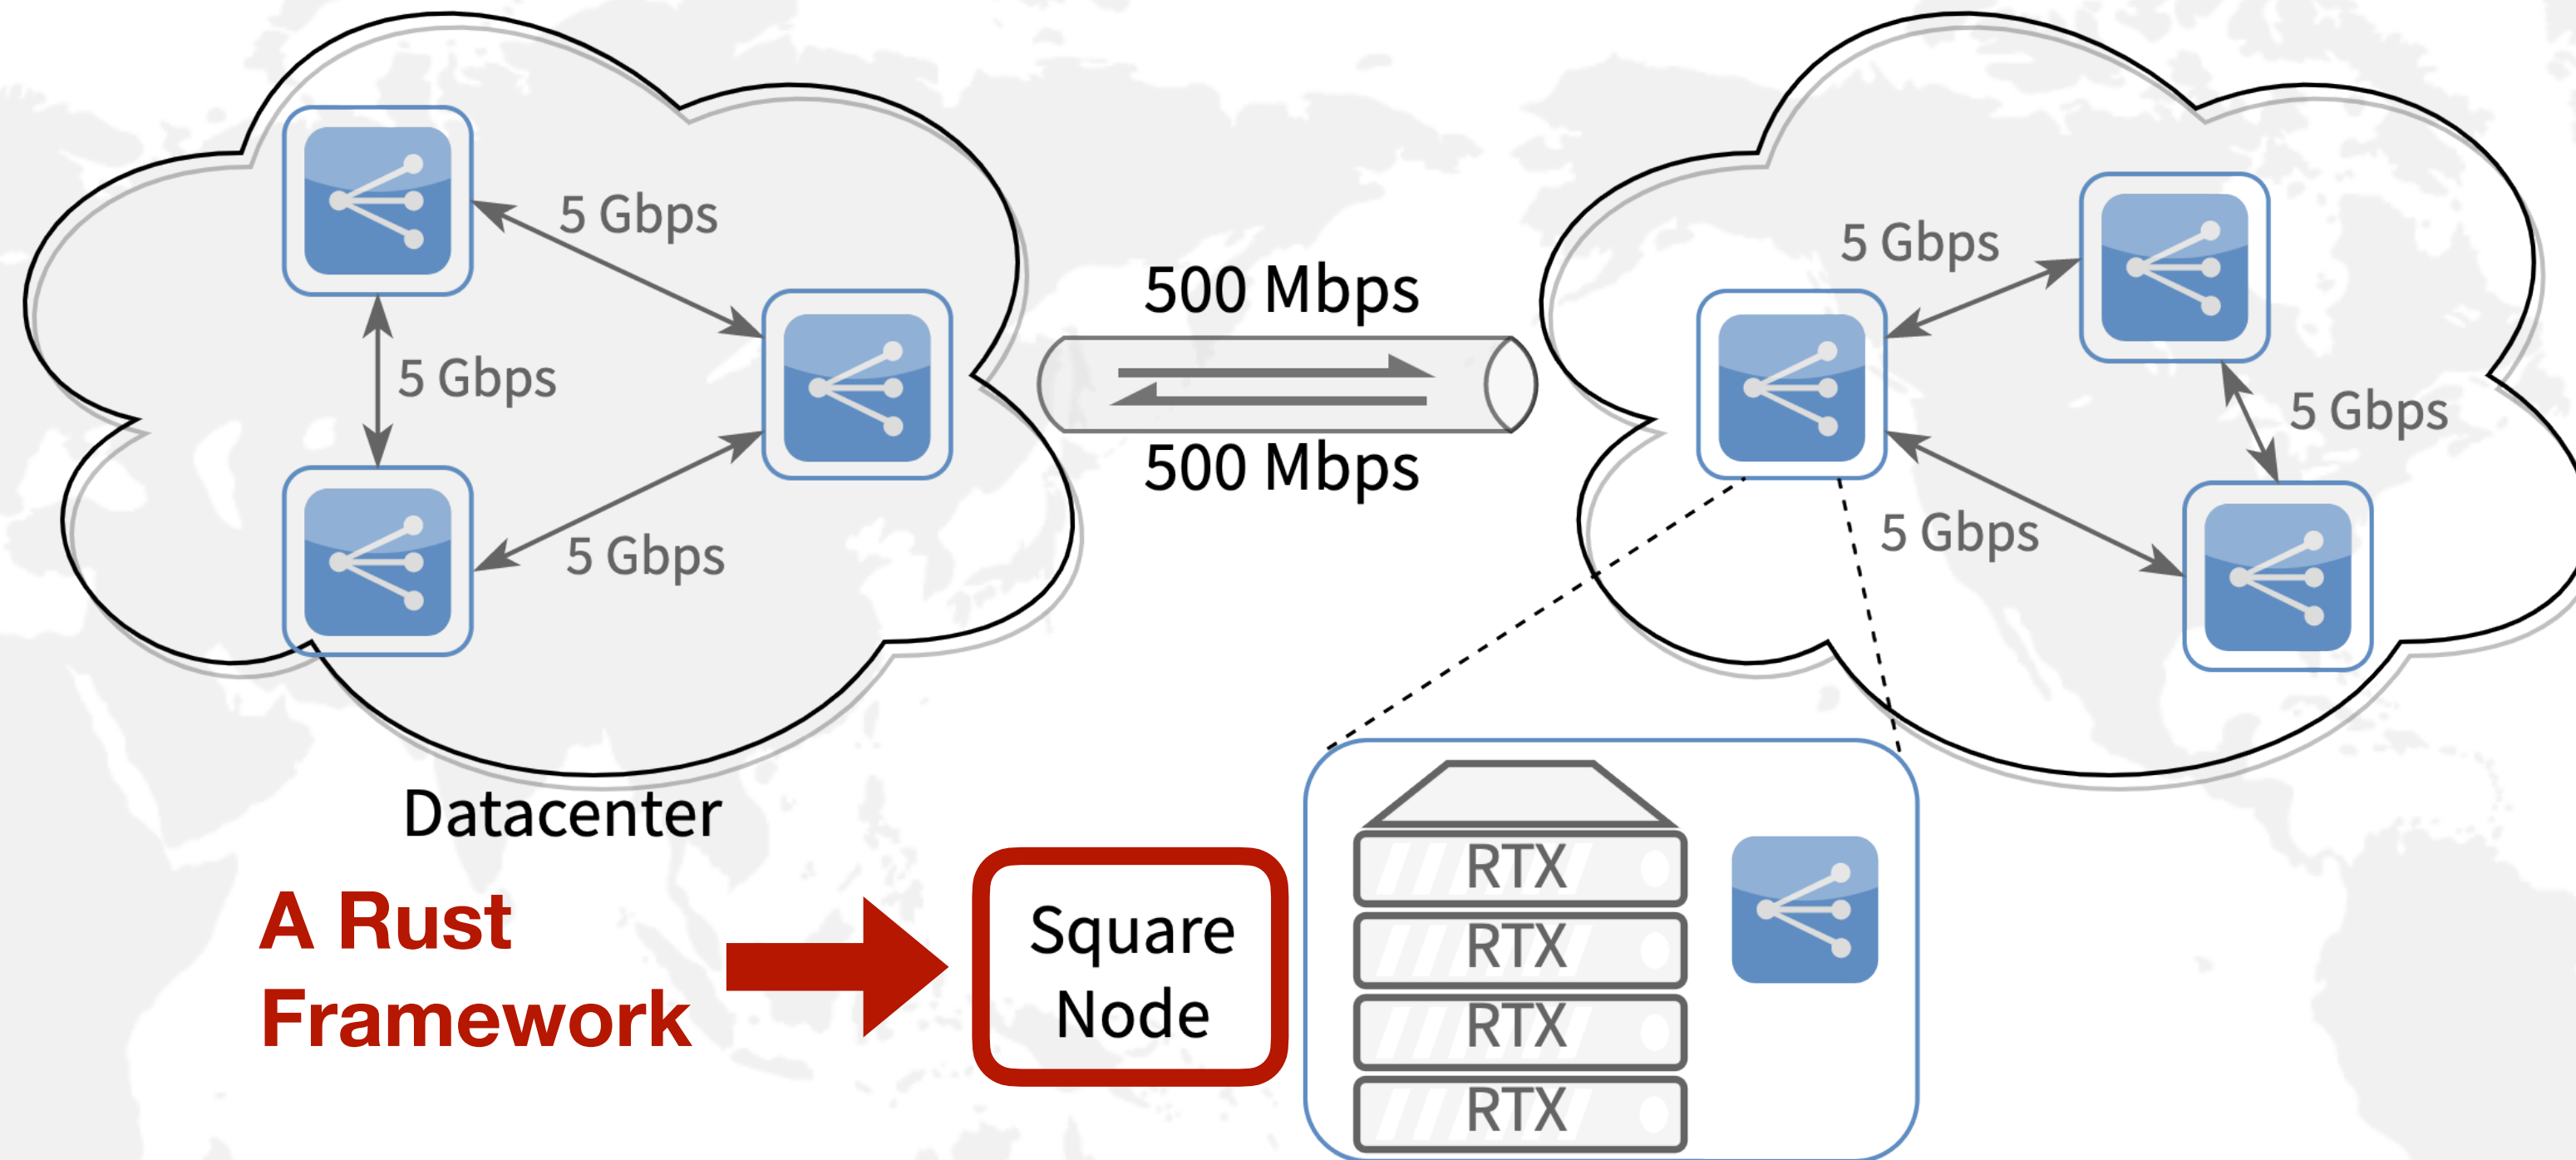 5 Gbps
5 Gbps
5 Gbps
500 Mbps
500 Mbps
5 Gbps
5 Gbps
5 Gbps
Datacenter
A Rust
Framework
Square
Node
RTX
RTX
RTX
RTX